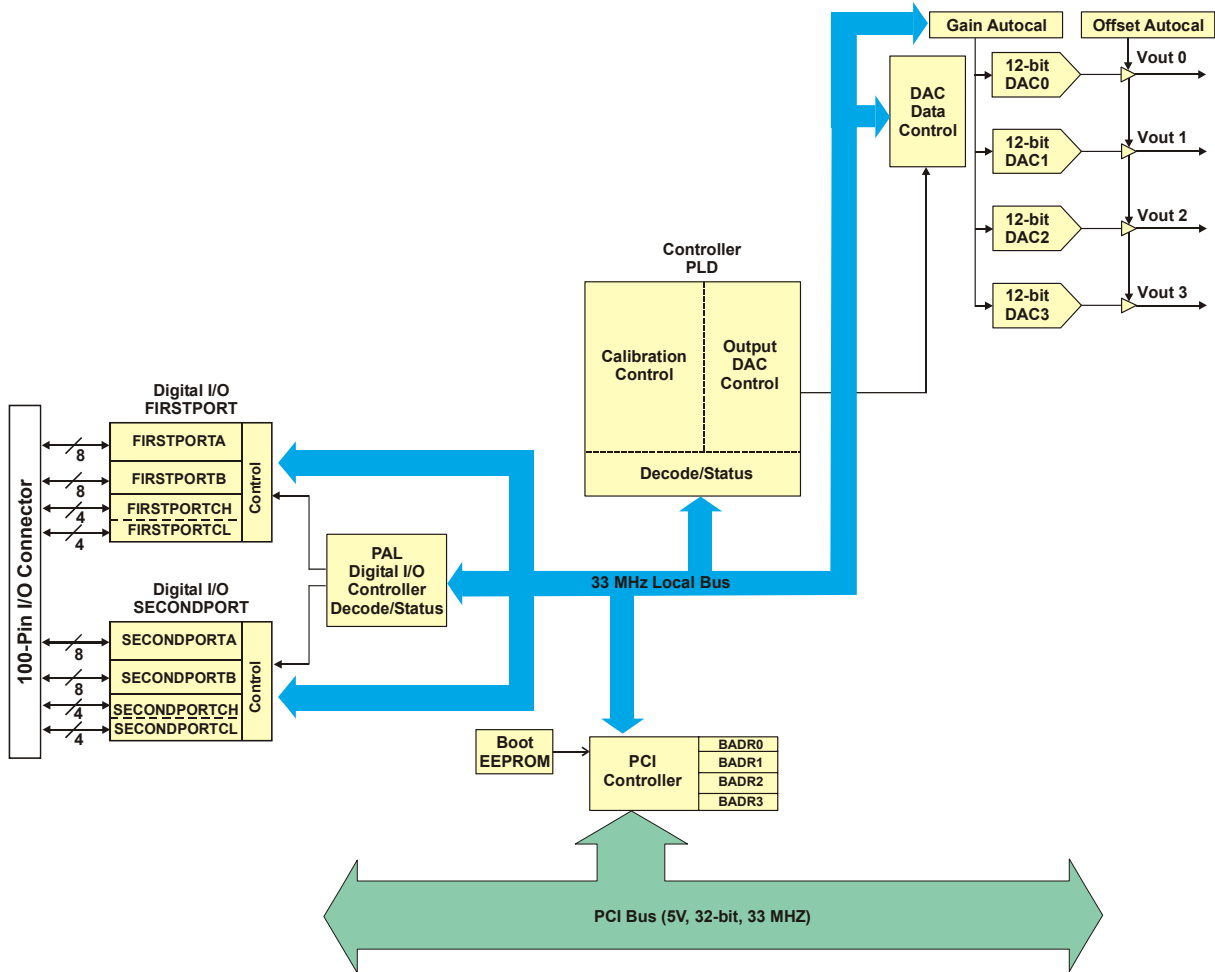 Gain Autocal
Offset Autocal
Vout 0
12-bit
DAC0
DAC
Data
Control
Vout 1
12-bit
DAC1
Vout 2
12-bit
DAC2
Vout 3
12-bit
DAC3
Controller
PLD
Calibration
Control
Output
DAC
Control
Decode/Status
Digital I/O
FIRSTPORT
100-Pin I/O Connector
8
8
4
4
FIRSTPORTA
FIRSTPORTB
FIRSTPORTCH
FIRSTPORTCL
Control
PAL
Digital I/O
Controller
Decode/Status
33 MHz Local Bus
Digital I/O
SECONDPORT
8
8
4
4
SECONDPORTA
SECONDPORTB
SECONDPORTCH
SECONDPORTCL
Control
Boot
EEPROM
PCI
Controller
BADR0
BADR1
BADR2
BADR3
PCI Bus (5V, 32-bit, 33 MHZ)